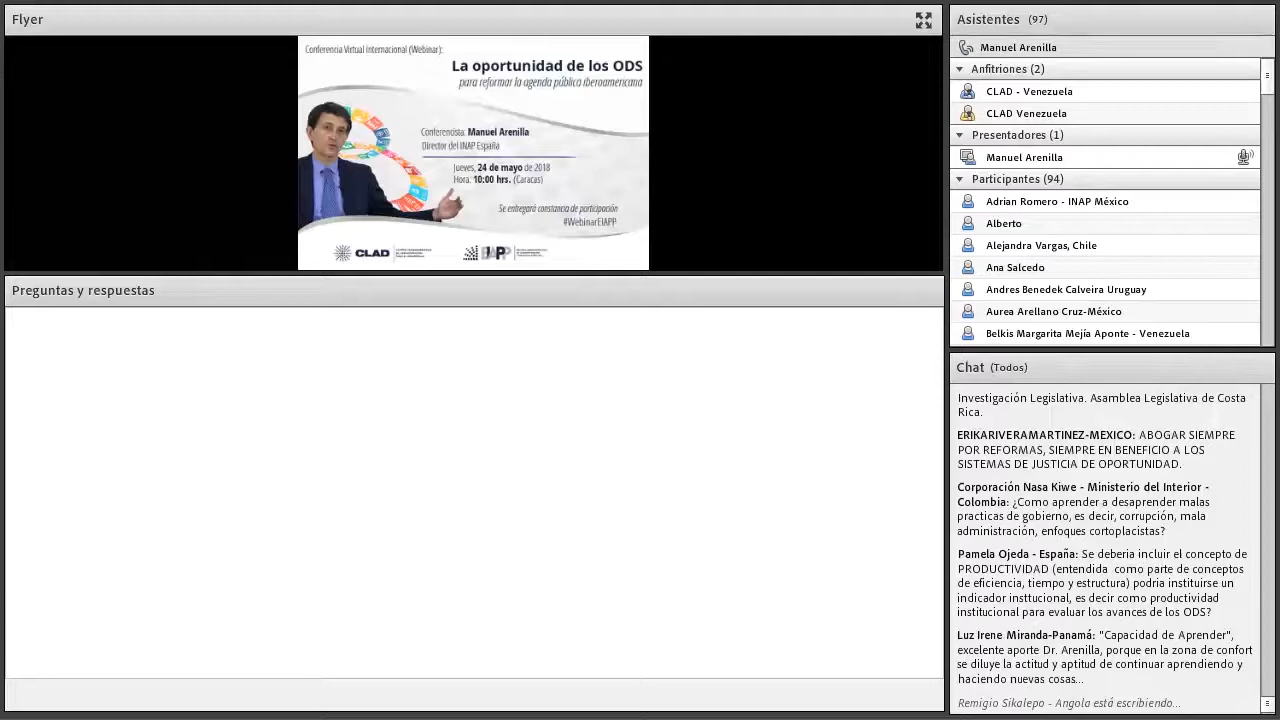 Flyer
Conferencia Virtual Internacional (Webinar):
La oportunidad de los ODS
para reformar la agenda pública iberoamericana
Conferencista: Manuel Arenilla
Director del INAP España
Jueves, 24 de mayo de 2018
Hora: 10:00 hrs. (Caracas)
Se entregará constancia de participación
#WebinarEIAPP
CLAD
Preguntas y respuestas
Asistentes (97)
Manuel Arenilla
Anfitriones (2)
CLAD - Venezuela
CLAD Venezuela
Presentadores (1)
Manuel Arenilla
Participantes (94)
Adrián Romero - INAP México
Alberto
Alejandra Vargas, Chile
Ana Salcedo
Andres Benedek Calveira Uruguay
Aurea Arellano Cruz-México
Belkis Margarita Mejía Aponte - Venezuela
Chat (Todos)
Investigación Legislativa. Asamblea Legislativa de Costa
Rica.
ERIKARIVERAMARTINEZ-MEXICO: ABOGAR SIEMPRE
POR REFORMAS, SIEMPRE EN BENEFICIO A LOS
SISTEMAS DE JUSTICIA DE OPORTUNIDAD.
Corporación Nasa Kiwe - Ministerio del Interior -
Colombia: ¿Como aprender a desaprender malas
practicas de gobierno, es decir, corrupción, mala
administración, enfoques cortoplacistas?
Pamela Ojeda - España: Se deberia incluir el concepto de
PRODUCTIVIDAD (entendida como parte de conceptos
de eficiencia, tiempo y estructura) podria instituirse un
indicador insttucional, es decir como productividad
institucional para evaluar los avances de los ODS?
Luz Irene Miranda-Panamá: "Capacidad de Aprender",
excelente aporte Dr. Arenilla, porque en la zona de confort
se diluye la actitud y aptitud de continuar aprendiendo y
haciendo nuevas cosas...
Remigio Sikalepo - Angola está escribiendo...